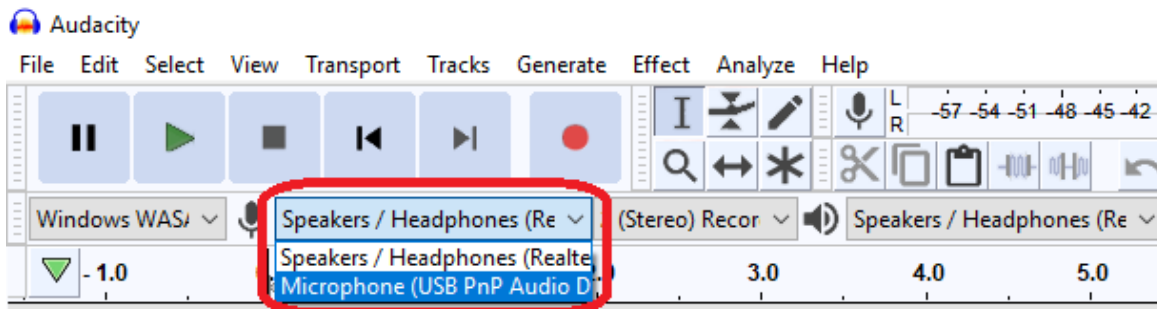 Audacity
File Edit Select View Transport Tracks Generate Effect Analyze Help
L -57 -54 -51 -48 -45 -42
R
Windows WAS Speakers / Headphones (Re (Stereo) Recor Speakers / Headphones (Re
Speakers / Headphones (Realte
Microphone (USB PnP Audio D
- 1.0 3.0 4.0 5.0